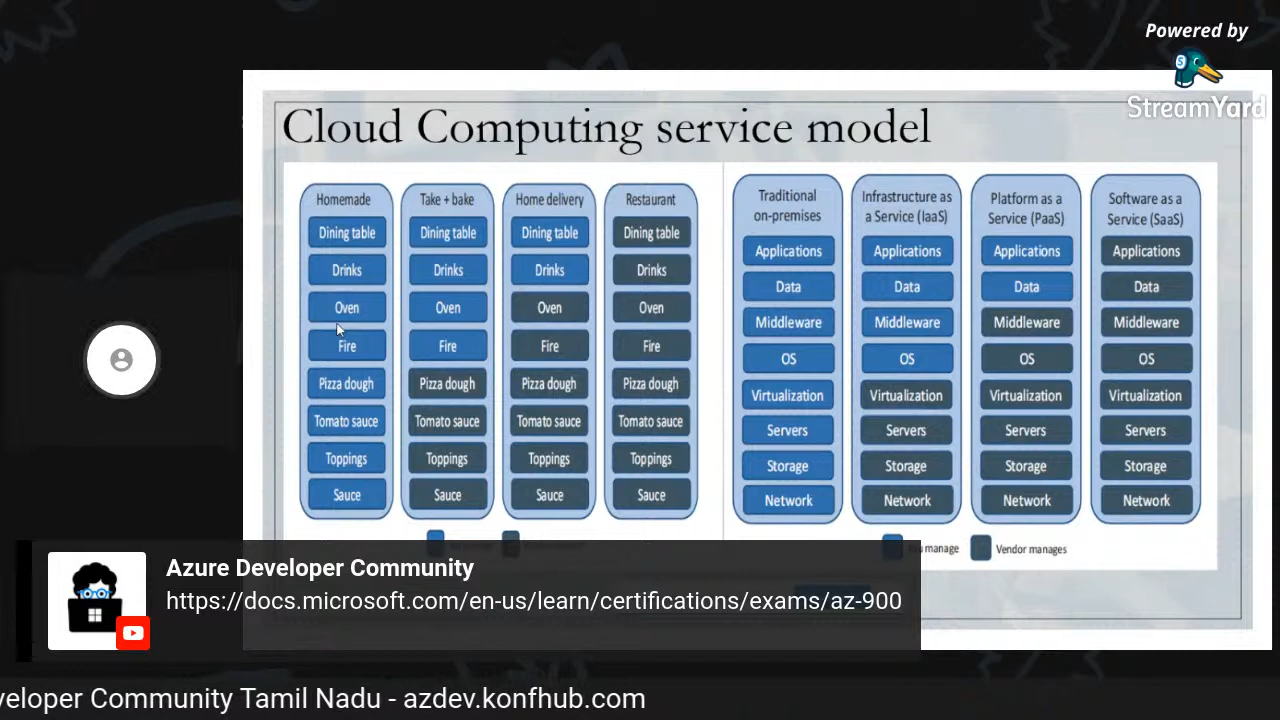 Powered by
StreamYard
Cloud Computing service model
Homemade
Dining table
Drinks
Oven
Fire
Pizza dough
Tomato sauce
Toppings
Sauce
Take + bake
Dining table
Drinks
Oven
Fire
Pizza dough
Tomato sauce
Toppings
Sauce
Home delivery
Dining table
Drinks
Oven
Fire
Pizza dough
Tomato sauce
Toppings
Sauce
Restaurant
Dining table
Drinks
Oven
Fire
Pizza dough
Tomato sauce
Toppings
Sauce
Traditional
on-premises
Applications
Data
Middleware
OS
Virtualization
Servers
Storage
Network
Infrastructure as
a Service (IaaS)
Applications
Data
Middleware
OS
Virtualization
Servers
Storage
Network
Platform as a
Service (PaaS)
Applications
Data
Middleware
OS
Virtualization
Servers
Storage
Network
Software as a
Service (SaaS)
Applications
Data
Middleware
OS
Virtualization
Servers
Storage
Network
manage
Vendor manages
Azure Developer Community
https://docs.microsoft.com/en-us/learn/certifications/exams/az-900
veloper Community Tamil Nadu - azdev.konfhub.com